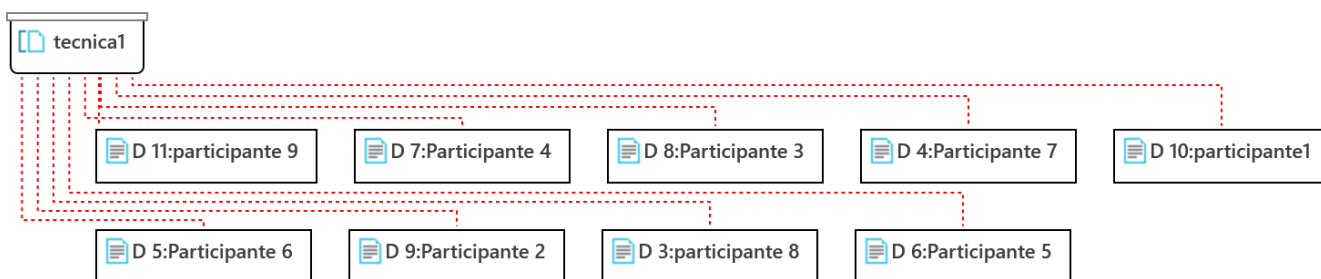 tecnica1
D 11:participante 9
D 7:Participante 4
D 8:Participante 3
D 4:Participante 7
D 10:participante1
D 5:Participante 6
D 9:Participante 2
D 3:participante 8
D 6:Participante 5